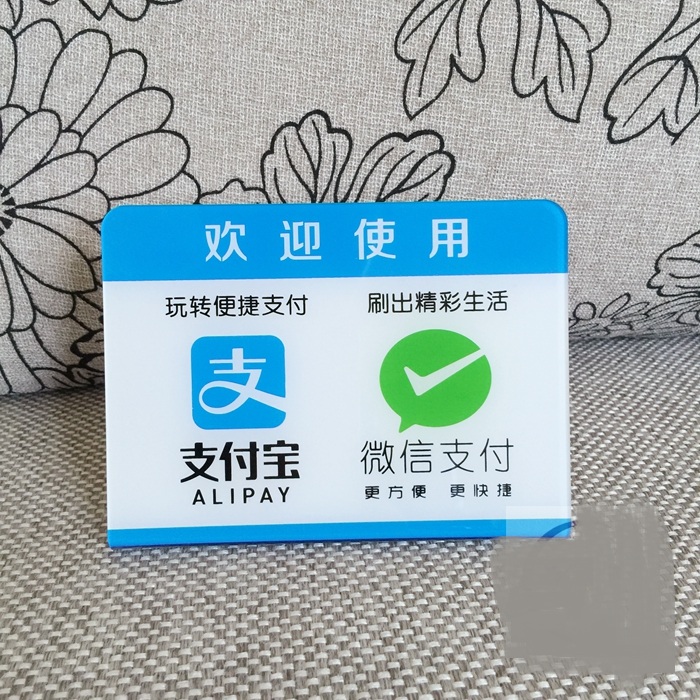 欢迎使用
玩转便捷支付
刷出精彩生活
支
支付宝
ALIPAY
微信支付
更方便 更快捷